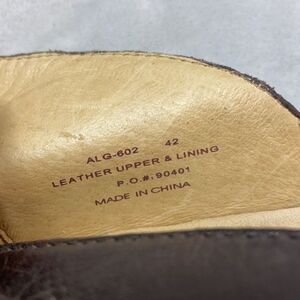 ALG-602 42
LEATHER UPPER & LINING
P.O.#: 90401
MADE IN CHINA